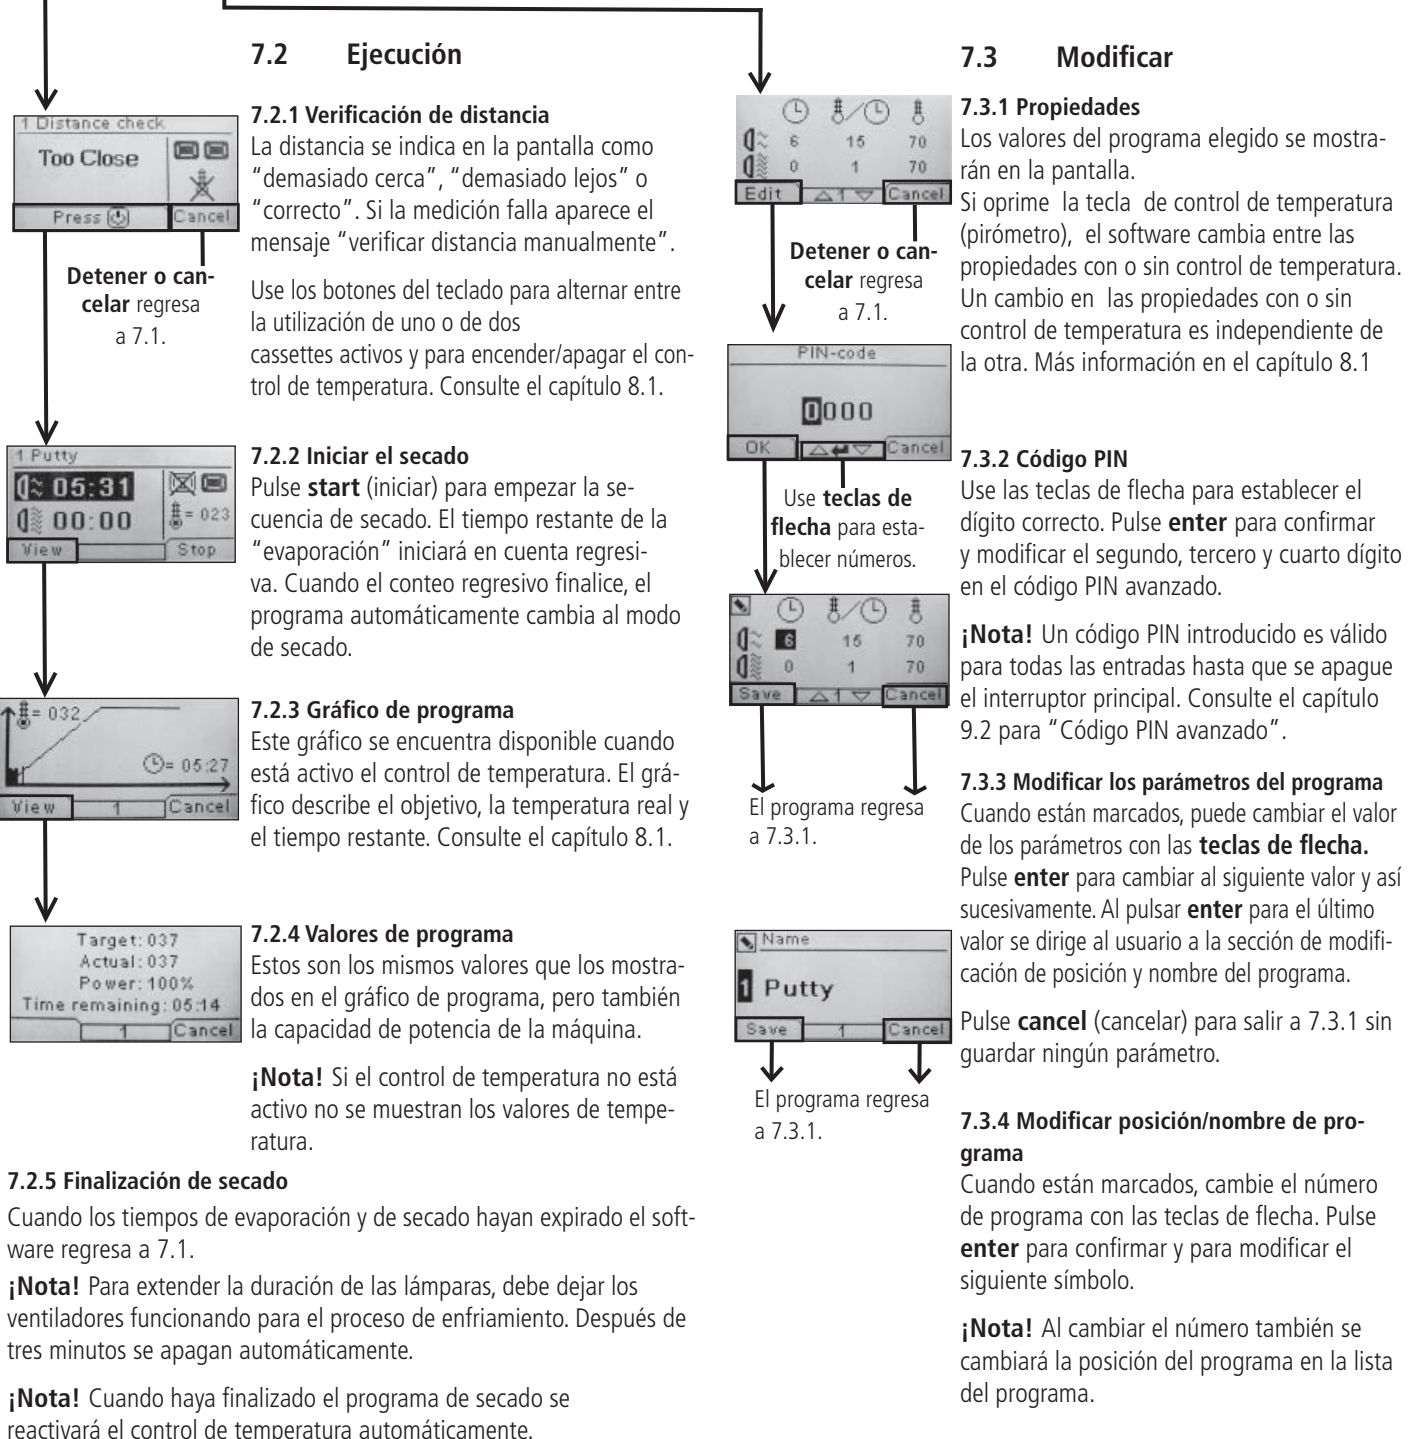 7.2 Ejecución
1 Distance check
Too Close
Press
Cancel
Detener o can-
celar regresa
a 7.1.
7.2.1 Verificación de distancia
La distancia se indica en la pantalla como
“demasiado cerca”, “demasiado lejos” o
“correcto”. Si la medición falla aparece el
mensaje “verificar distancia manualmente”.
Use los botones del teclado para alternar entre
la utilización de uno o de dos
cassettes activos y para encender/apagar el con-
trol de temperatura. Consulte el capítulo 8.1.
1 Putty
05:31
00:00
= 023
View
Stop
7.2.2 Iniciar el secado
Pulse start (iniciar) para empezar la se-
cuencia de secado. El tiempo restante de la
“evaporación” iniciará en cuenta regresi-
va. Cuando el conteo regresivo finalice, el
programa automáticamente cambia al modo
de secado.
= 032
= 05:27
View 1 Cancel
7.2.3 Gráfico de programa
Este gráfico se encuentra disponible cuando
está activo el control de temperatura. El grá-
fico describe el objetivo, la temperatura real y
el tiempo restante. Consulte el capítulo 8.1.
Target: 037
Actual: 037
Power: 100%
Time remaining: 05:14
1 Cancel
7.2.4 Valores de programa
Estos son los mismos valores que los mostra-
dos en el gráfico de programa, pero también
la capacidad de potencia de la máquina.
¡Nota! Si el control de temperatura no está
activo no se muestran los valores de tempe-
ratura.
7.2.5 Finalización de secado
Cuando los tiempos de evaporación y de secado hayan expirado el soft-
ware regresa a 7.1.
¡Nota! Para extender la duración de las lámparas, debe dejar los
ventiladores funcionando para el proceso de enfriamiento. Después de
tres minutos se apagan automáticamente.
¡Nota! Cuando haya finalizado el programa de secado se
reactivará el control de temperatura automáticamente.
7.3 Modificar
6 15 70
0 1 70
Edit 1 Cancel
Detener o can-
celar regresa
a 7.1.
7.3.1 Propiedades
Los valores del programa elegido se mostra-
rán en la pantalla.
Si oprime la tecla de control de temperatura
(pirómetro), el software cambia entre las
propiedades con o sin control de temperatura.
Un cambio en las propiedades con o sin
control de temperatura es independiente de
la otra. Más información en el capítulo 8.1
PIN-code
0000
OK Cancel
Use teclas de
flecha para esta-
blecer números.
7.3.2 Código PIN
Use las teclas de flecha para establecer el
dígito correcto. Pulse enter para confirmar
y modificar el segundo, tercero y cuarto dígito
en el código PIN avanzado.
¡Nota! Un código PIN introducido es válido
para todas las entradas hasta que se apague
el interruptor principal. Consulte el capítulo
9.2 para “Código PIN avanzado”.
6 15 70
0 1 70
Save 1 Cancel
El programa regresa
a 7.3.1.
7.3.3 Modificar los parámetros del programa
Cuando están marcados, puede cambiar el valor
de los parámetros con las teclas de flecha.
Pulse enter para cambiar al siguiente valor y así
sucesivamente. Al pulsar enter para el último
valor se dirige al usuario a la sección de modifi-
cación de posición y nombre del programa.
Pulse cancel (cancelar) para salir a 7.3.1 sin
guardar ningún parámetro.
Name
1 Putty
Save 1 Cancel
El programa regresa
a 7.3.1.
7.3.4 Modificar posición/nombre de pro-
grama
Cuando están marcados, cambie el número
de programa con las teclas de flecha. Pulse
enter para confirmar y para modificar el
siguiente símbolo.
¡Nota! Al cambiar el número también se
cambiará la posición del programa en la lista
del programa.